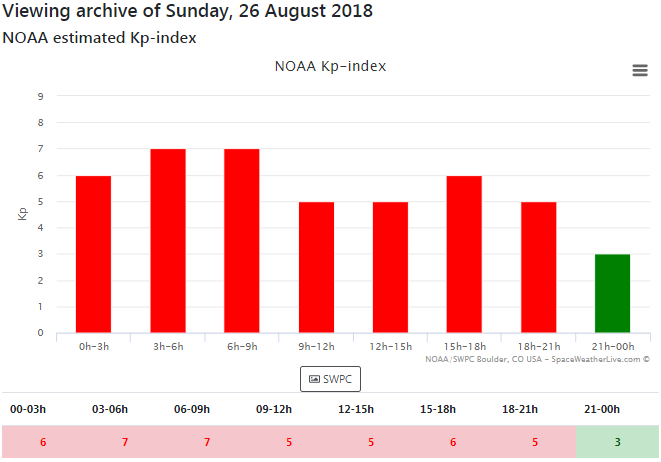 Viewing archive of Sunday, 26 August 2018
NOAA estimated Kp-index
NOAA Kp-index
9
8
7
6
5
4
3
2
1
0
Kp
0h-3h 3h-6h 6h-9h 9h-12h 12h-15h 15h-18h 18h-21h 21h-00h
NOAA/SWPC Boulder, CO USA - SpaceWeatherLive.com ©
SWPC
00-03h 03-06h 06-09h 09-12h 12-15h 15-18h 18-21h 21-00h
6 7 7 5 5 6 5 3